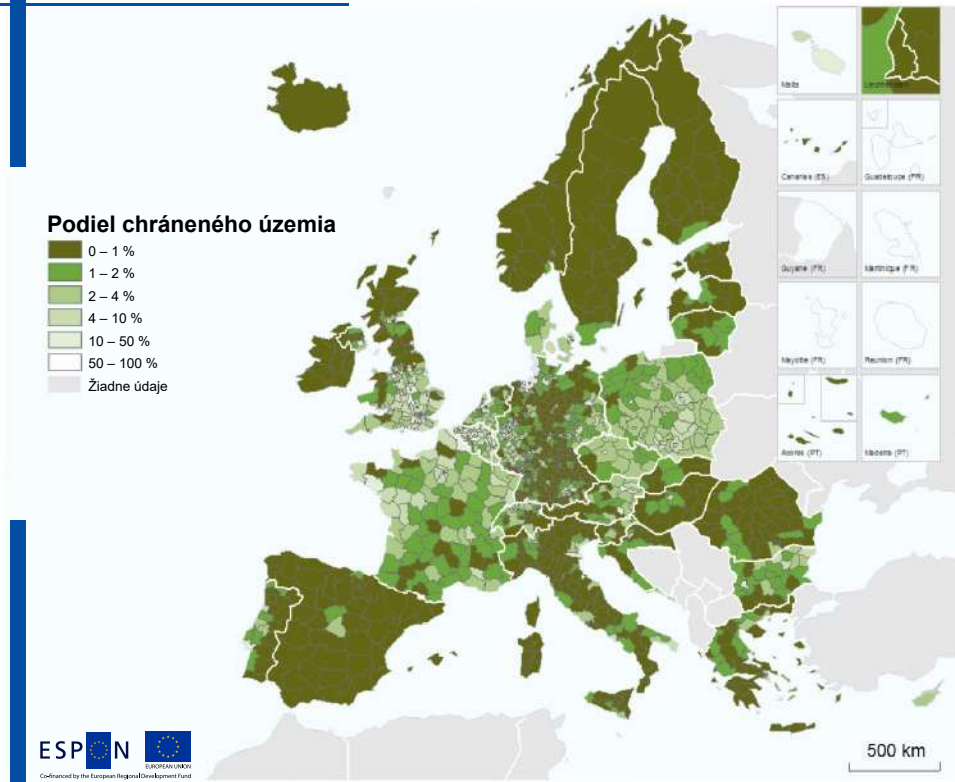 Podiel chráneného územia
0 – 1 %
1 – 2 %
2 – 4 %
4 – 10 %
10 – 50 %
50 – 100 %
Žiadne údaje
Malta
Liechtenstein
Canarias (ES)
Guadeloupe (FR)
Guyane (FR)
Martinique (FR)
Mayotte (FR)
Reunion (FR)
Azores (PT)
Madeira (PT)
500 km
ESPON
EUROPEAN UNION
Co-financed by the European Regional Development Fund